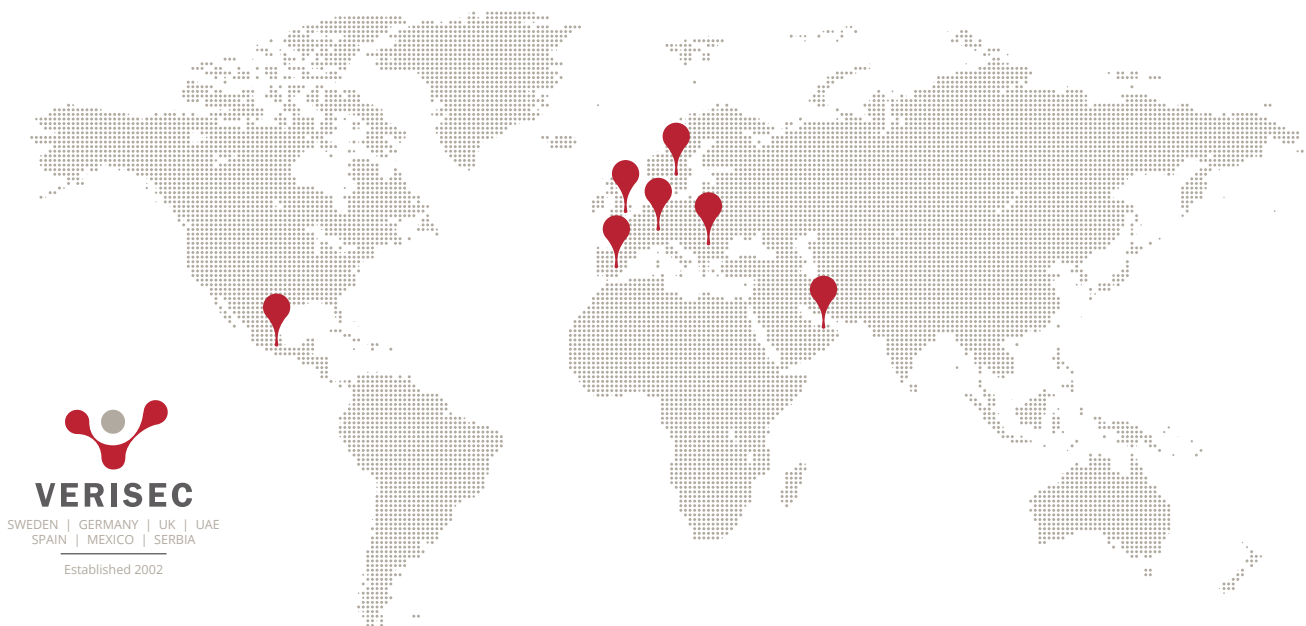 VERISEC
SWEDEN | GERMANY | UK | UAE
SPAIN | MEXICO | SERBIA
Established 2002